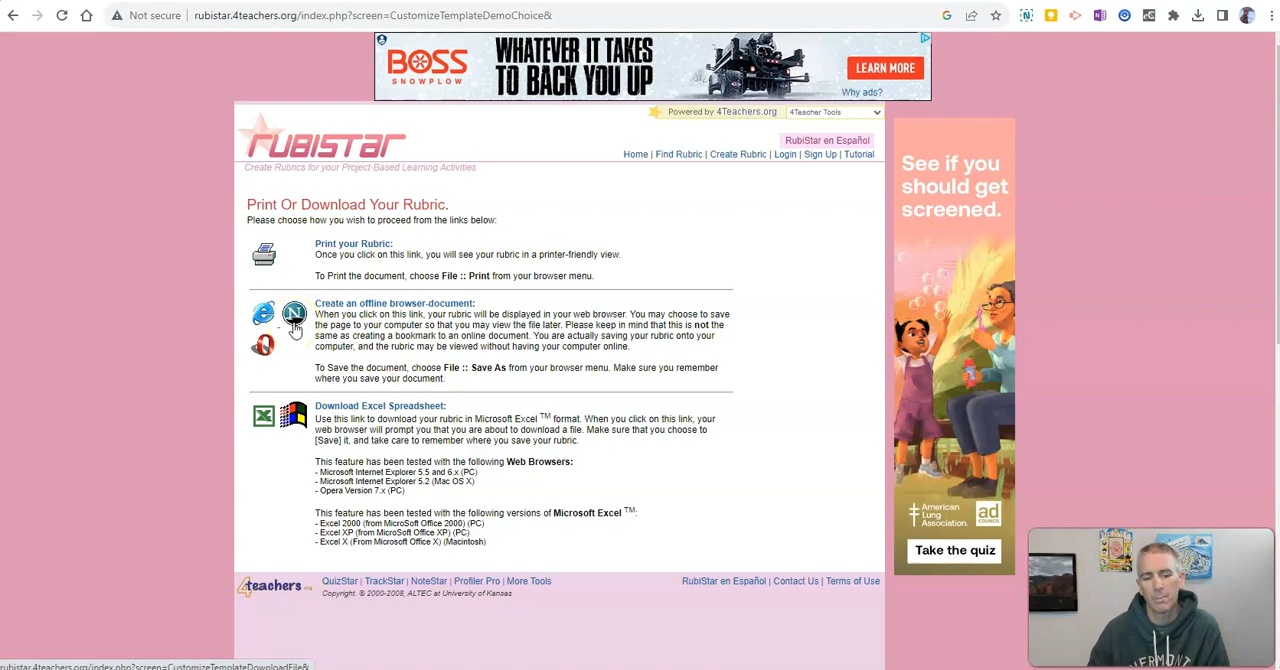 Not secure
rubistar.4teachers.org/index.php?screen=CustomizeTemplateDemoChoice&
BOSS
SNOWPLOW
WHATEVER IT TAKES
TO BACK YOU UP
LEARN MORE
Why ads?
Powered by 4Teachers.org
4Teacher Tools
RUBISTAR
Create Rubrics for your Project-Based Learning Activities
RubiStar en Español
Home | Find Rubric | Create Rubric | Login | Sign Up | Tutorial
Print Or Download Your Rubric.
Please choose how you wish to proceed from the links below:
Print your Rubric:
Once you click on this link, you will see your rubric in a printer-friendly view.
To Print the document, choose File :: Print from your browser menu.
Create an offline browser-document:
When you click on this link, your rubric will be displayed in your web browser. You may choose to save
the page to your computer so that you may view the file later. Please keep in mind that this is not the
same as creating a bookmark to an online document. You are actually saving your rubric onto your
computer, and the rubric may be viewed without having your computer online.
To Save the document, choose File :: Save As from your browser menu. Make sure you remember
where you save your document.
Download Excel Spreadsheet:
Use this link to download your rubric in Microsoft Excel TM format. When you click on this link, your
web browser will prompt you that you are about to download a file. Make sure that you choose to
[Save] it, and take care to remember where you save your rubric.
This feature has been tested with the following Web Browsers:
- Microsoft Internet Explorer 5.5 and 6.x (PC)
- Microsoft Internet Explorer 5.2 (Mac OS X)
- Opera Version 7.x (PC)
This feature has been tested with the following versions of Microsoft Excel TM:
- Excel 2000 (from MicroSoft Office 2000) (PC)
- Excel XP (from MicroSoft Office XP) (PC)
- Excel X (From Microsoft Office X) (Macintosh)
See if you
should get
screened.
American
Lung
Association.
ad
COUNCIL
Take the quiz
4teachers.org
QuizStar | TrackStar | NoteStar | Profiler Pro | More Tools
Copyright. © 2000-2008, ALTEC at University of Kansas
RubiStar en Español | Contact Us | Terms of Use
VERMONT
rubistar.4teachers.org/index.php?screen=CustomizeTemplateDownloadFile&